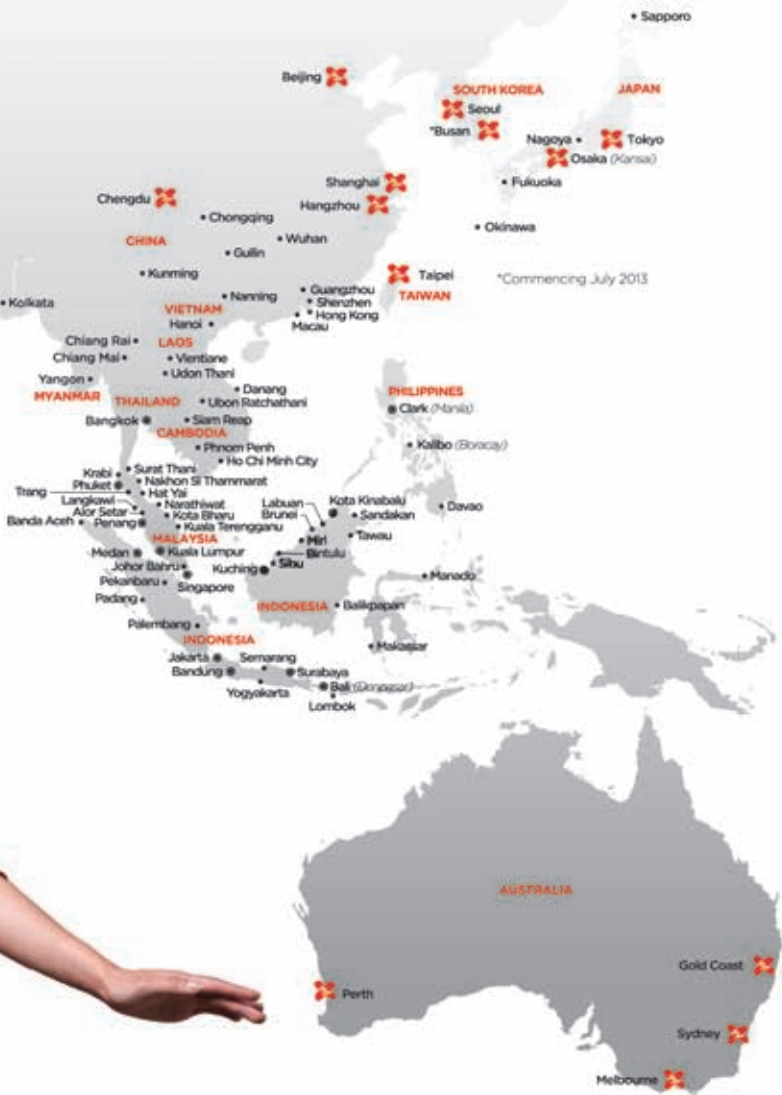 Sapporo
Beijing
SOUTH KOREA
JAPAN
Seoul
*Busan
Nagoya
Tokyo
Osaka (Kansai)
Shanghai
Fukuoka
Chengdu
Hangzhou
Chongqing
Okinawa
CHINA
Wuhan
Guilin
Kunming
Taipei
*Commencing July 2013
Nanning
Guangzhou
TAIWAN
Kolkata
Shenzhen
VIETNAM
Hong Kong
Hanoi
Macau
Chiang Rai
LAOS
Chiang Mai
Vientiane
Udon Thani
Yangon
Danang
PHILIPPINES
MYANMAR
THAILAND
Ubon Ratchathani
Clark (Manila)
Bangkok
Siam Reap
CAMBODIA
Phnom Penh
Kalibo (Boracay)
Ho Chi Minh City
Surat Thani
Krabi
Nakhon Si Thammarat
Phuket
Trang
Hat Yai
Langkawi
Narathiwat
Labuan
Kota Kinabalu
Alor Setar
Kota Bharu
Brunei
Sandakan
Davao
Banda Aceh
Penang
Kuala Terengganu
MALAYSIA
Miri
Tawau
Medan
Kuala Lumpur
Bintulu
Johor Bahru
Kuching
Sibu
Pekanbaru
Singapore
Manado
Padang
INDONESIA
Balikpapan
Palembang
INDONESIA
Makassar
Jakarta
Semarang
Bandung
Surabaya
Yogyakarta
Bali (Denpasar)
Lombok
AUSTRALIA
Gold Coast
Perth
Sydney
Melbourne